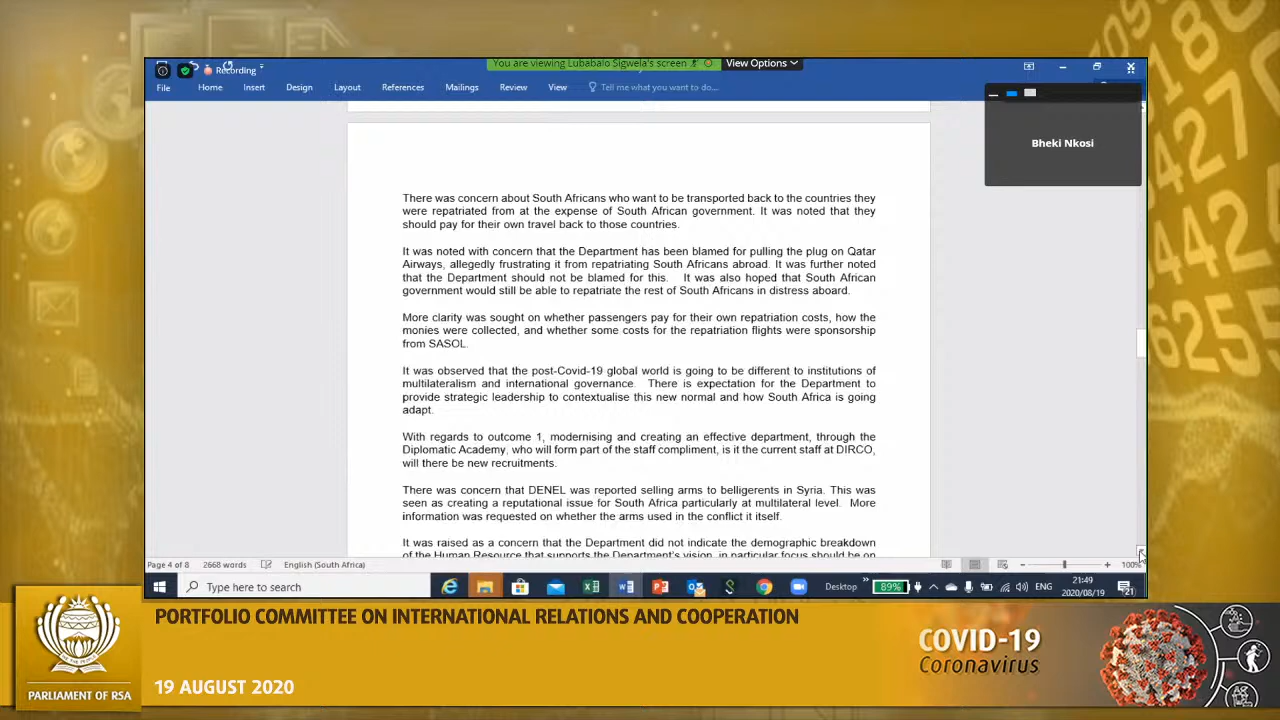 You are viewing Lubabalo Sigwela's screen
View Options
Recording
File Home Insert Design Layout References Mailings Review View Tell me what you want to do...
Bheki Nkosi
There was concern about South Africans who want to be transported back to the countries they
were repatriated from at the expense of South African government. It was noted that they
should pay for their own travel back to those countries.
It was noted with concern that the Department has been blamed for pulling the plug on Qatar
Airways, allegedly frustrating it from repatriating South Africans abroad. It was further noted
that the Department should not be blamed for this. It was also hoped that South African
government would still be able to repatriate the rest of South Africans in distress aboard.
More clarity was sought on whether passengers pay for their own repatriation costs, how the
monies were collected, and whether some costs for the repatriation flights were sponsorship
from SASOL.
It was observed that the post-Covid-19 global world is going to be different to institutions of
multilateralism and international governance. There is expectation for the Department to
provide strategic leadership to contextualise this new normal and how South Africa is going
adapt.
With regards to outcome 1, modernising and creating an effective department, through the
Diplomatic Academy, who will form part of the staff compliment, is it the current staff at DIRCO,
will there be new recruitments.
There was concern that DENEL was reported selling arms to belligerents in Syria. This was
seen as creating a reputational issue for South Africa particularly at multilateral level. More
information was requested on whether the arms used in the conflict it itself.
It was raised as a concern that the Department did not indicate the demographic breakdown
of the Human Resource that supports the Department's vision, in particular focus should be on
Page 4 of 8 2668 words English (South Africa) 100%
Type here to search Desktop 89% ENG 21:49
2020/08/19
21
PORTFOLIO COMMITTEE ON INTERNATIONAL RELATIONS AND COOPERATION
19 AUGUST 2020
PARLIAMENT OF RSA
COVID-19
Coronavirus